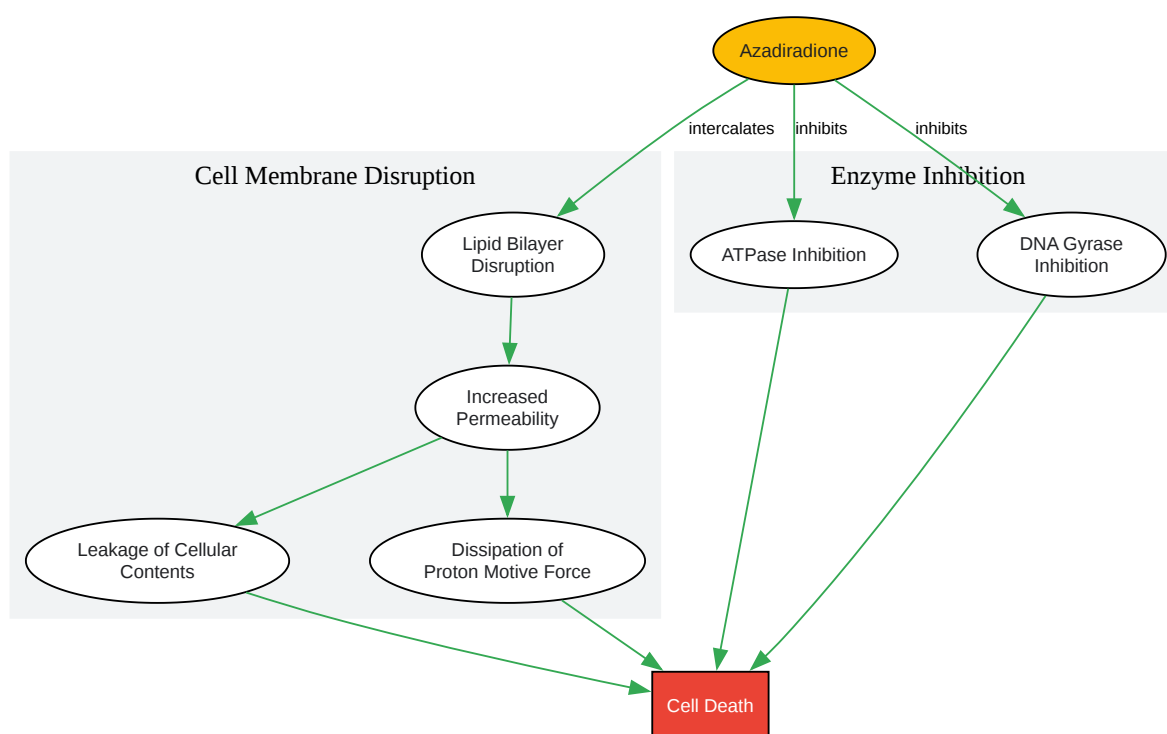 Azadiradione
intercalates
inhibits
inhibits
Cell Membrane Disruption
Enzyme Inhibition
Lipid Bilayer
Disruption
ATPase Inhibition
DNA Gyrase
Inhibition
Increased
Permeability
Leakage of Cellular
Contents
Dissipation of
Proton Motive Force
Cell Death